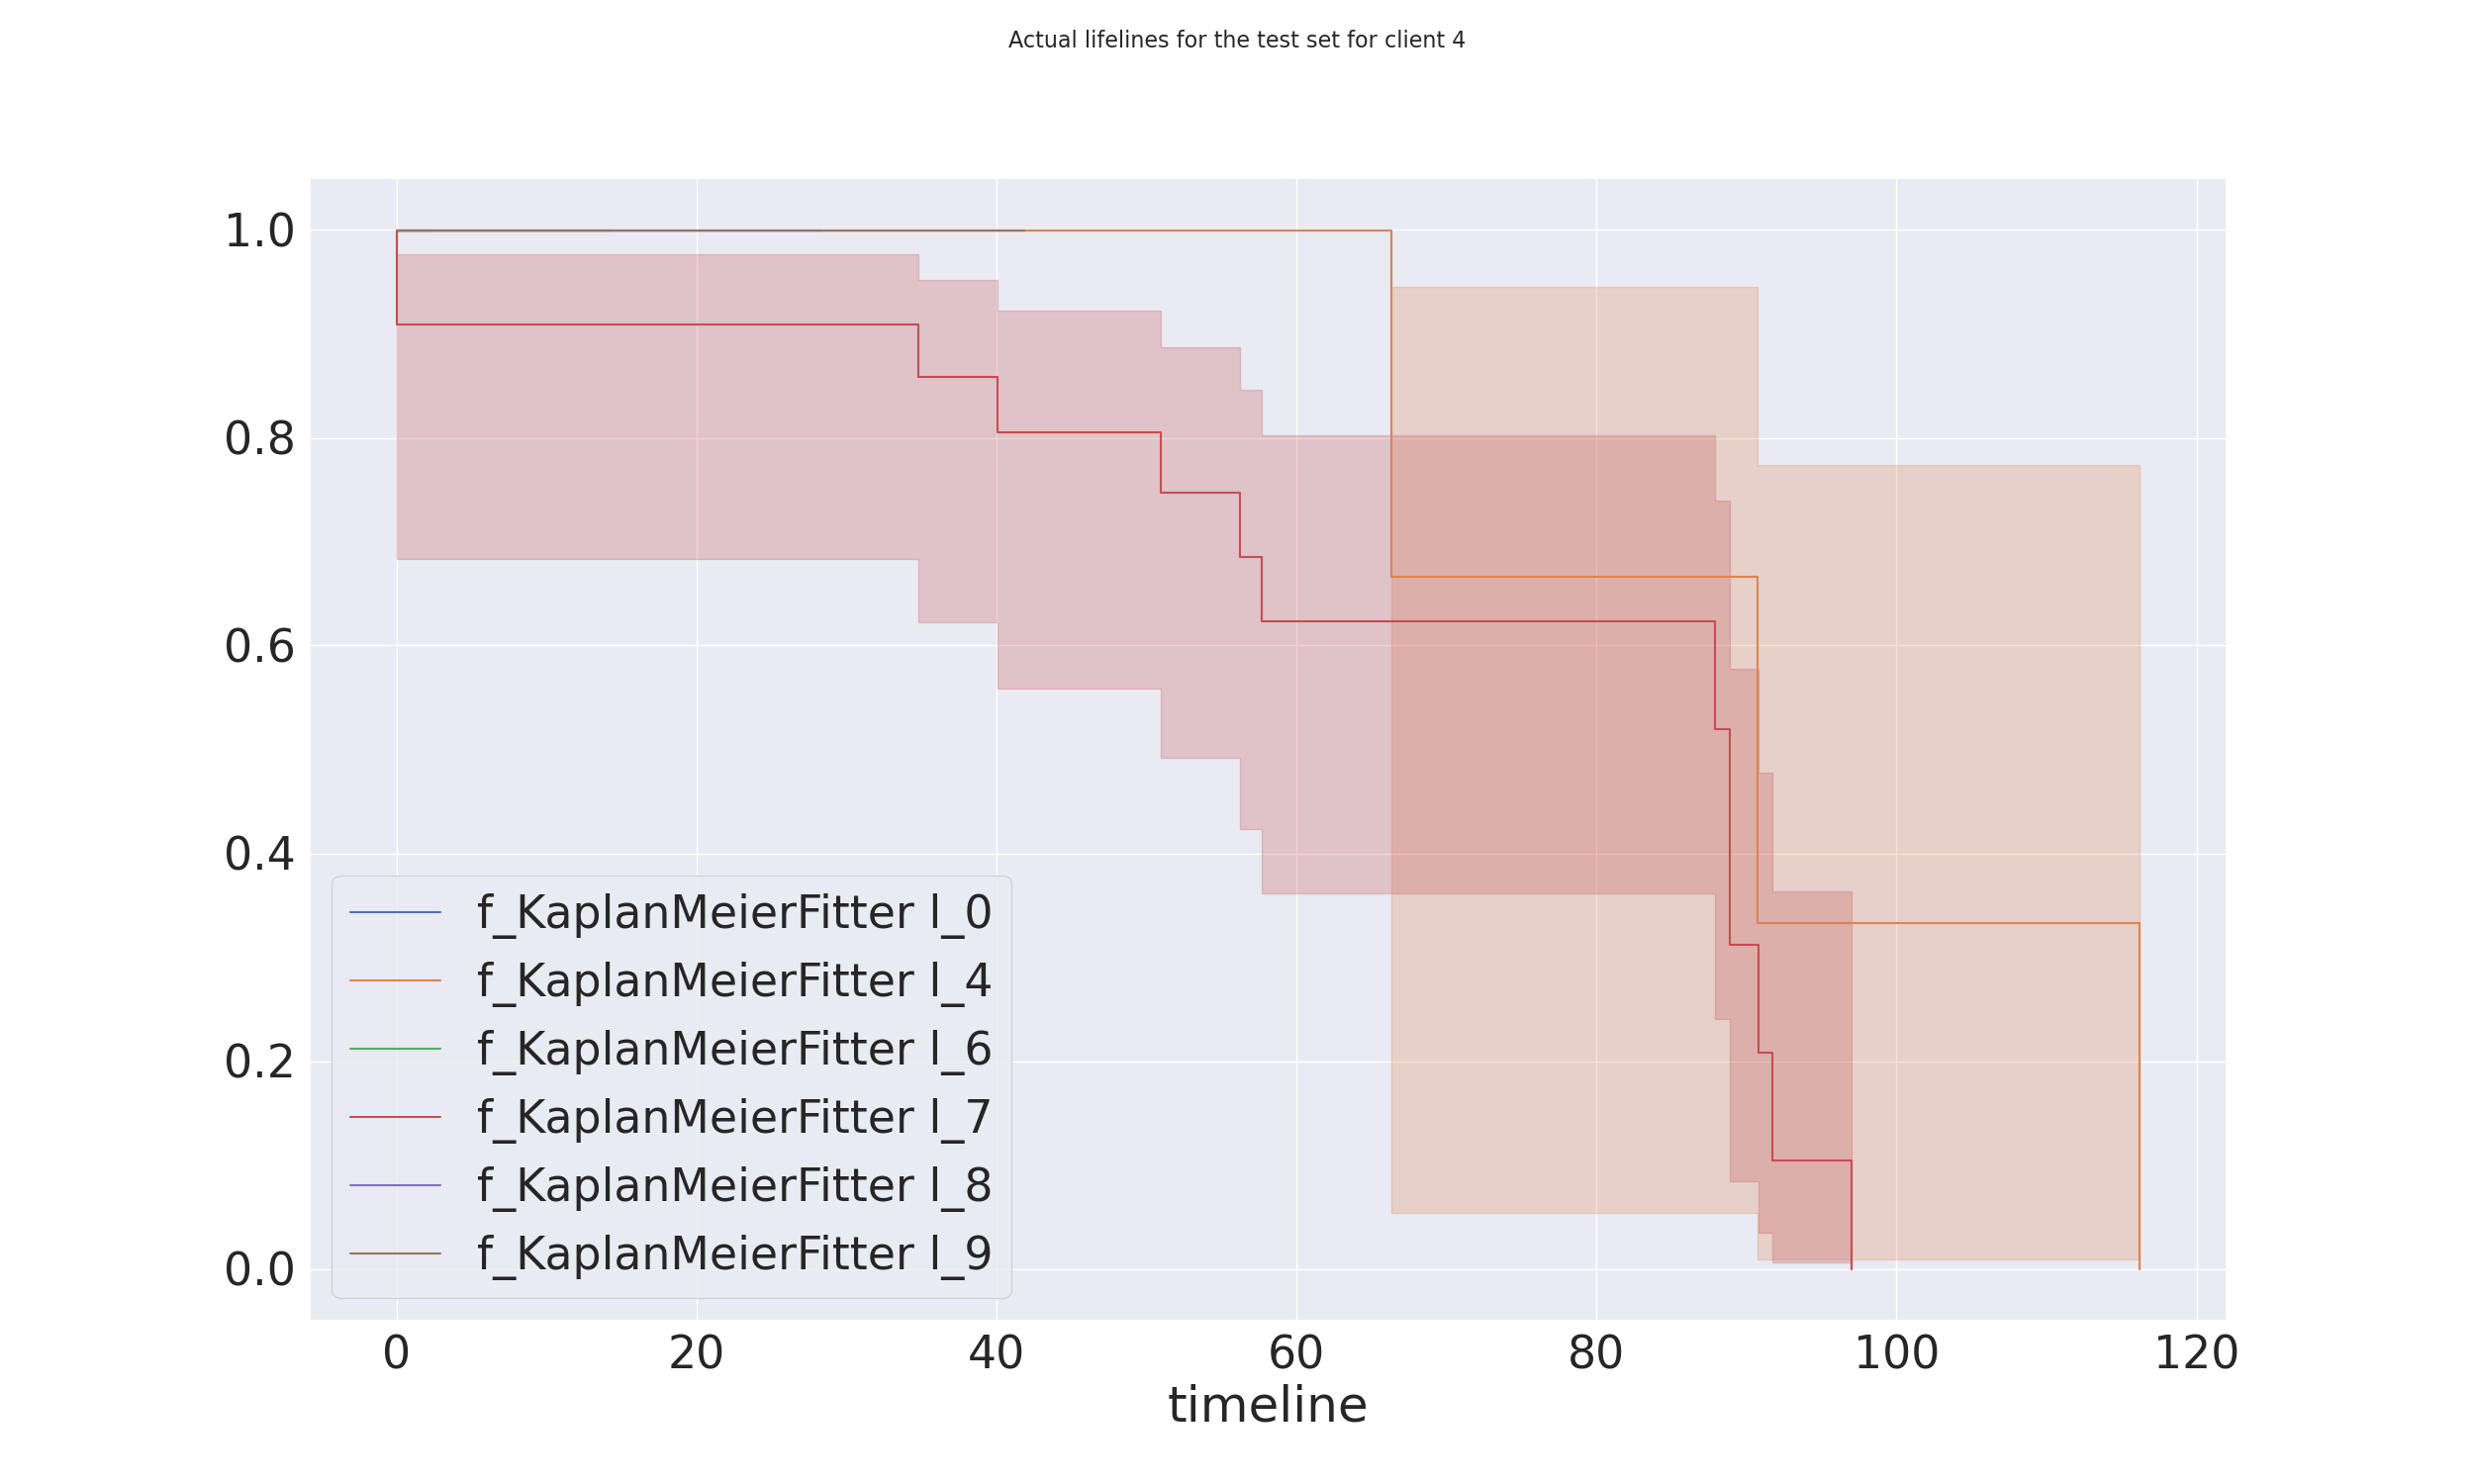 Actual lifelines for the test set for client 4
1.0
0.8
0.6
0.4
0.2
0.0
f_KaplanMeierFitter l_0
f_KaplanMeierFitter l_4
f_KaplanMeierFitter l_6
f_KaplanMeierFitter l_7
f_KaplanMeierFitter l_8
f_KaplanMeierFitter l_9
0 20 40 60 80 100 120
timeline